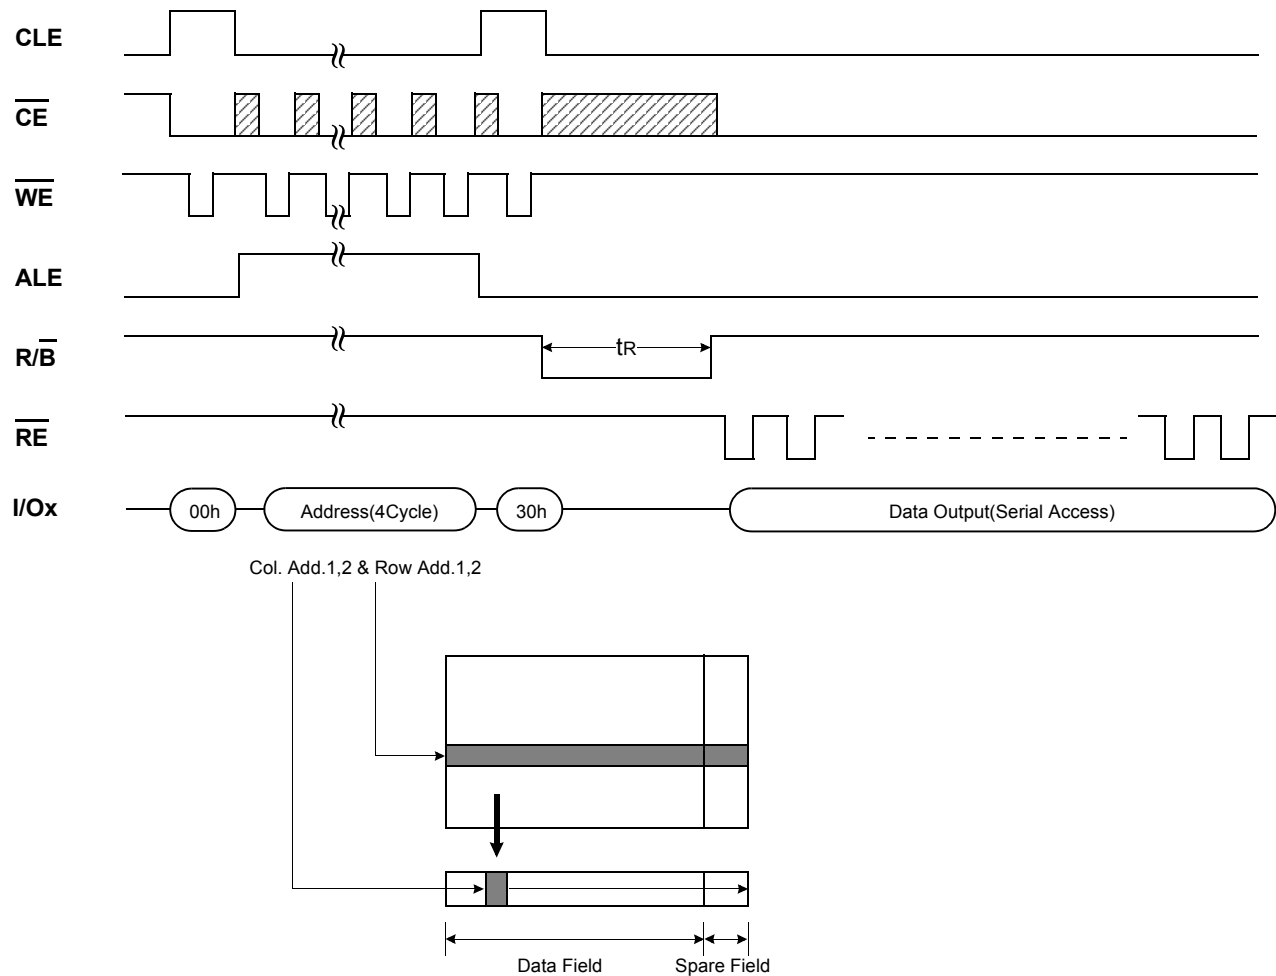 CLE
CE
WE
ALE
R/B
tR
RE
I/Ox
00h
Address(4Cycle)
30h
Data Output(Serial Access)
Col. Add.1,2 & Row Add.1,2
Data Field
Spare Field